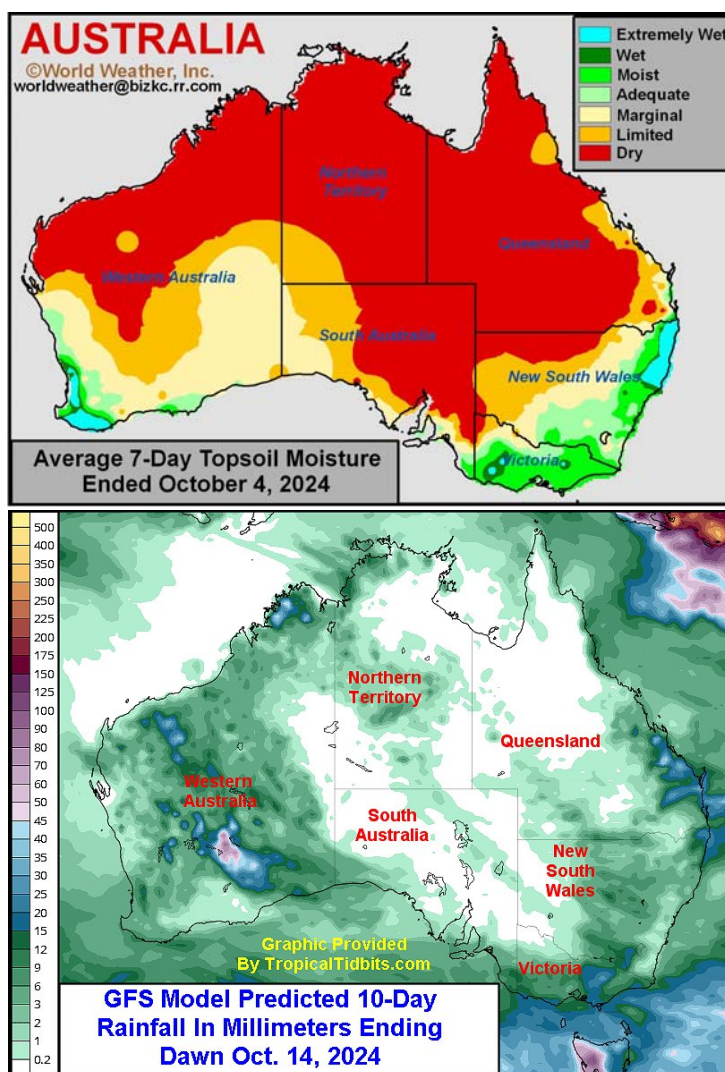 AUSTRALIA
©World Weather, Inc.
worldweather@bizkc.rr.com
Extremely Wet
Wet
Moist
Adequate
Marginal
Limited
Dry
Northern
Territory
Queensland
Western Australia
South Australia
New South Wales
Victoria
Average 7-Day Topsoil Moisture
Ended October 4, 2024
500
400
350
300
250
225
200
175
150
125
100
90
80
70
60
50
45
40
35
30
25
20
15
12
9
6
3
2
1
0.2
Northern
Territory
Queensland
Western
Australia
South
Australia
New
South
Wales
Victoria
Graphic Provided
By TropicalTidbits.com
GFS Model Predicted 10-Day
Rainfall In Millimeters Ending
Dawn Oct. 14, 2024